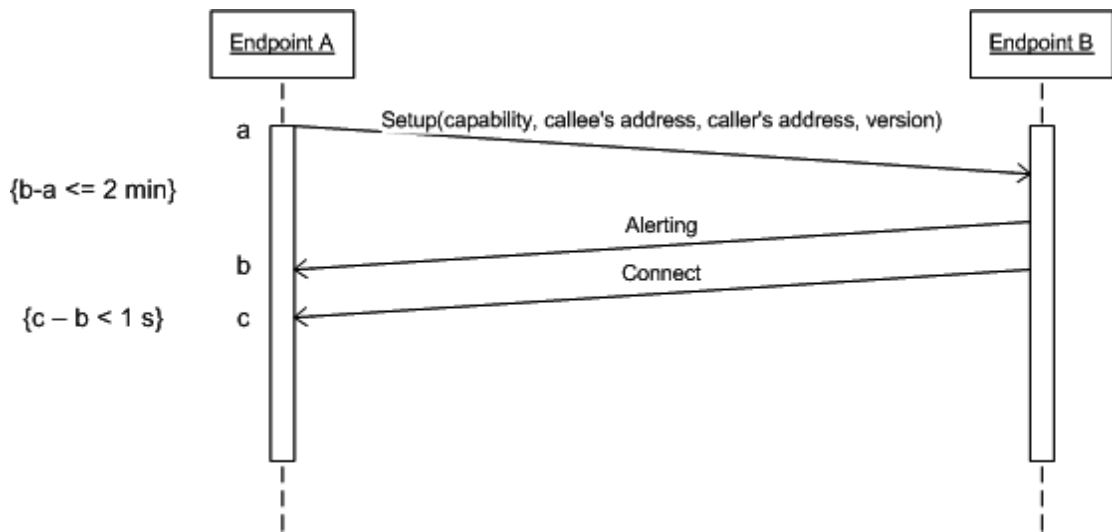 Endpoint A
Endpoint B
a
Setup(capability, callee's address, caller's address, version)
{b-a <= 2 min}
Alerting
b
Connect
{c – b < 1 s}
c